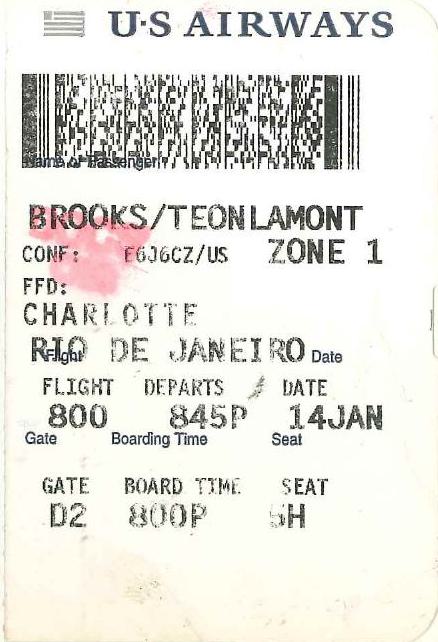 U·S AIRWAYS
Name of Passenger
BROOKS/TEONLAMONT
CONF: E6J6CZ/US ZONE 1
FFD:
CHARLOTTE
RIO DE JANEIRO
Flight Date
FLIGHT DEPARTS DATE
800 845P 14JAN
Gate Boarding Time Seat
GATE BOARD TIME SEAT
D2 800P 5H